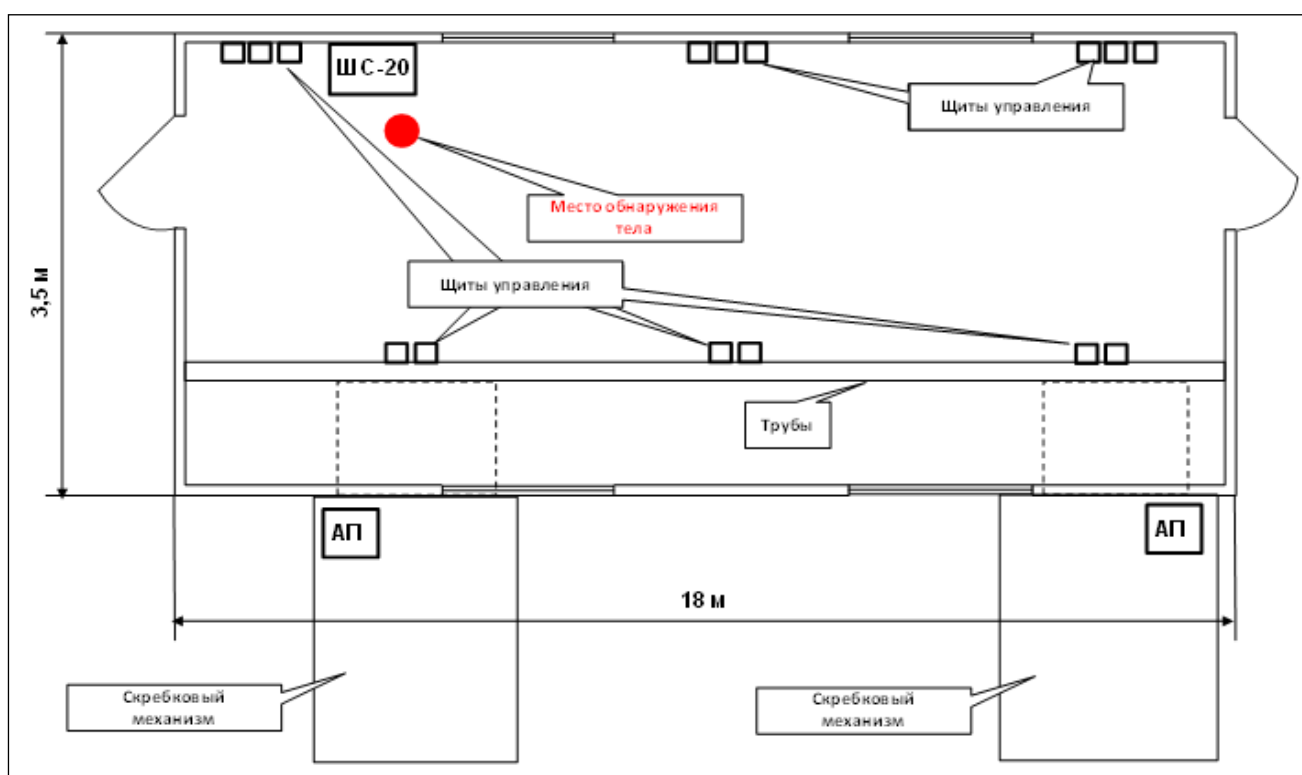 ШС-20
Щиты управления
Место обнаружения
тела
Щиты управления
3,5 м
Трубы
АП
АП
18 м
Скребковый
механизм
Скребковый
механизм